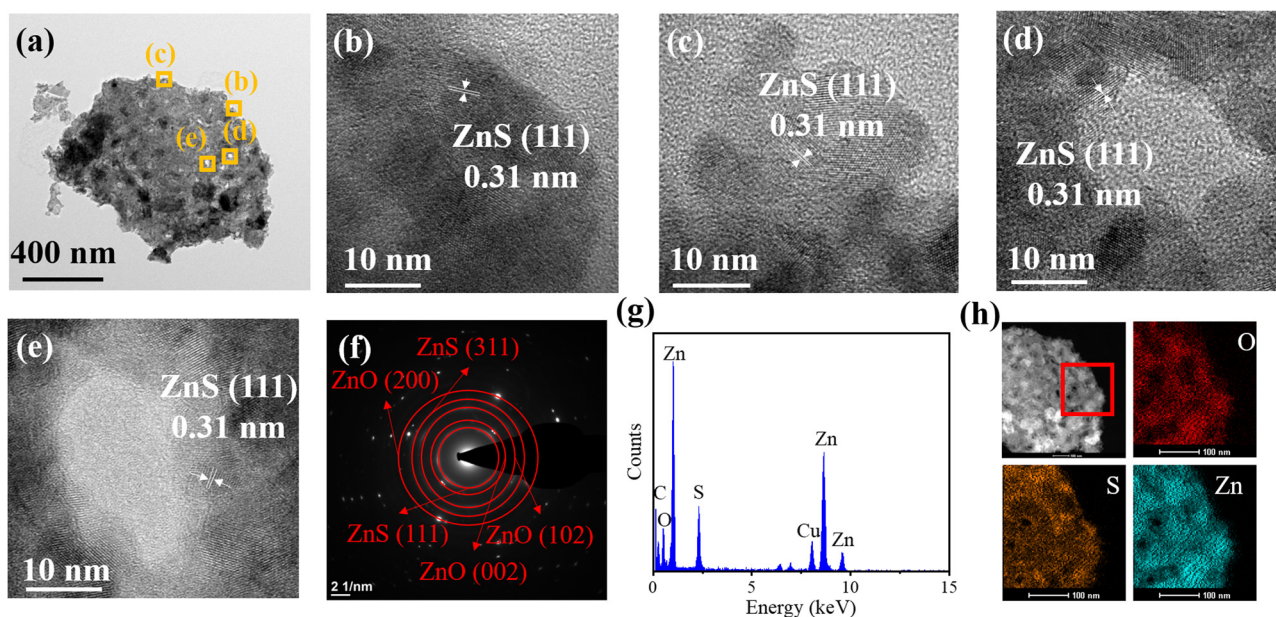 (a)
(c)
(b)
(e)
(d)
400 nm
(b)
ZnS (111)
0.31 nm
10 nm
(c)
ZnS (111)
0.31 nm
10 nm
(d)
ZnS (111)
0.31 nm
10 nm
(e)
ZnS (111)
0.31 nm
10 nm
(f)
ZnS (311)
ZnO (200)
ZnS (111)
ZnO (102)
ZnO (002)
2 1/nm
(g)
Counts
Zn
C
O
S
Cu
Zn
Zn
0
5
10
15
Energy (keV)
(h)
O
100 nm
S
100 nm
Zn
100 nm